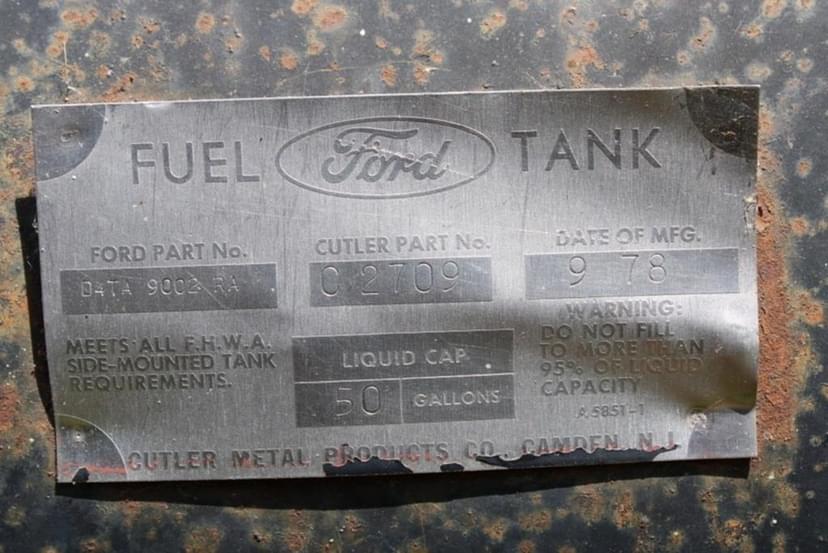 FUEL Ford TANK
FORD PART No. CUTLER PART No. DATE OF MFG.
D4TA 9002 RA C 2709 9 78
MEETS ALL F.H.W.A.
SIDE-MOUNTED TANK
REQUIREMENTS.
LIQUID CAP.
50 GALLONS
WARNING:
DO NOT FILL
TO MORE THAN
95% OF LIQUID
CAPACITY
A5851-1
CUTLER METAL PRODUCTS CO. CAMDEN, N.J.